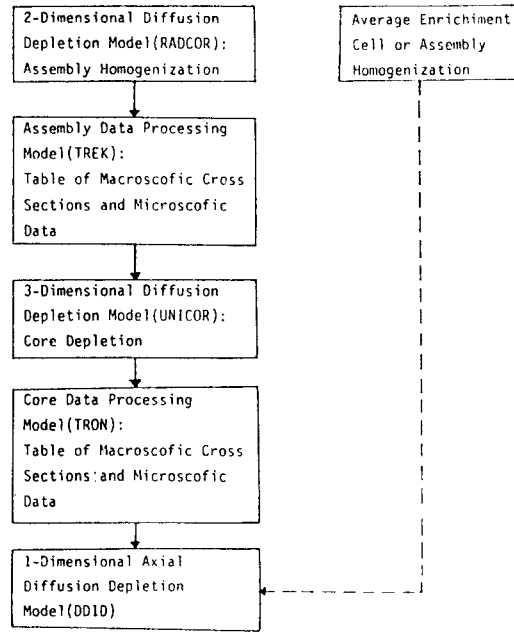 2-Dimensional Diffusion
Depletion Model(RADCOR):
Assembly Homogenization
Average Enrichiment
Cell or Assembly
Homogenization
Assembly Data Processing
Model(TREK):
Table of Macroscofic Cross
Sections and Microscofic
Data
3-Dimensional Diffusion
Depletion Model(UNICOR):
Core Depletion
Core Data Processing
Model(TRON):
Table of Macroscofic Cross
Sections and Microscofic
Data
1-Dimensional Axial
Diffusion Depletion
Model(DD1D)